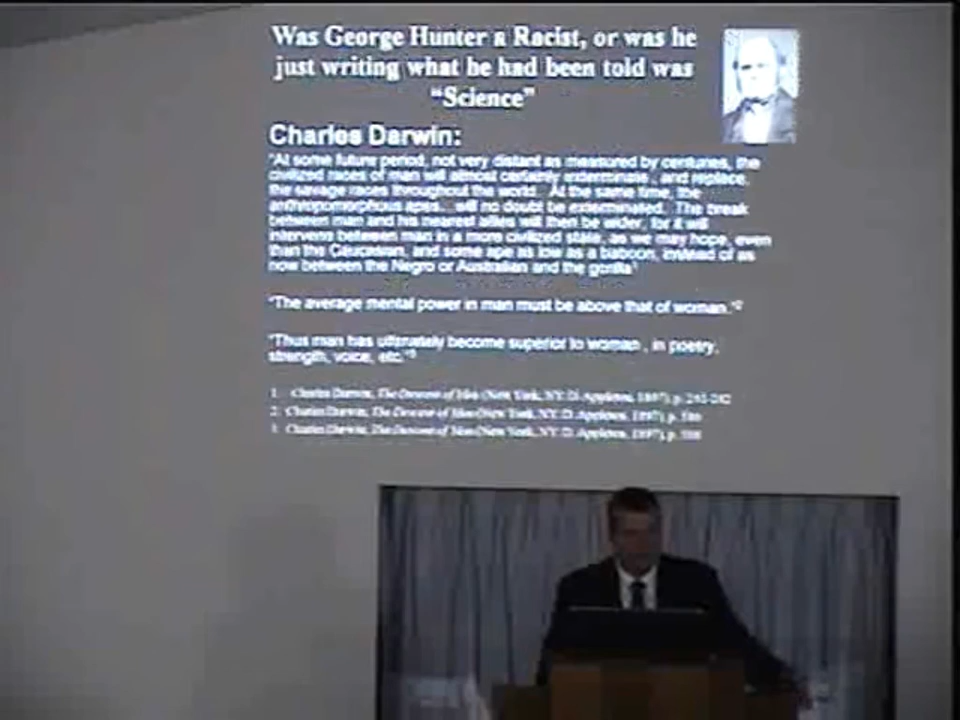 Was George Hunter a Racist, or was he
just writing what he had been told was
“Science”
Charles Darwin:
“At some future period, not very distant as measured by centuries, the
civilized races of man will almost certainly exterminate , and replace,
the savage races throughout the world. At the same time, the
anthropomorphous apes... will no doubt be exterminated. The break
between man and his nearest allies will then be wider, for it will
intervene between man in a more civilized state, as we may hope, even
than the Caucasian, and some ape as low as a baboon, instead of as
now between the Negro or Australian and the gorilla¹
“The average mental power in man must be above that of woman.”²
“Thus man has ultimately become superior to woman , in poetry,
strength, voice, etc.”³
1. Charles Darwin, The Descent of Man (New York, NY: D. Appleton, 1897), p.
2. Charles Darwin, The Descent of Man (New York, NY: D. Appleton, 1897), p.
3. Charles Darwin, The Descent of Man (New York, NY: D. Appleton, 1897), p.